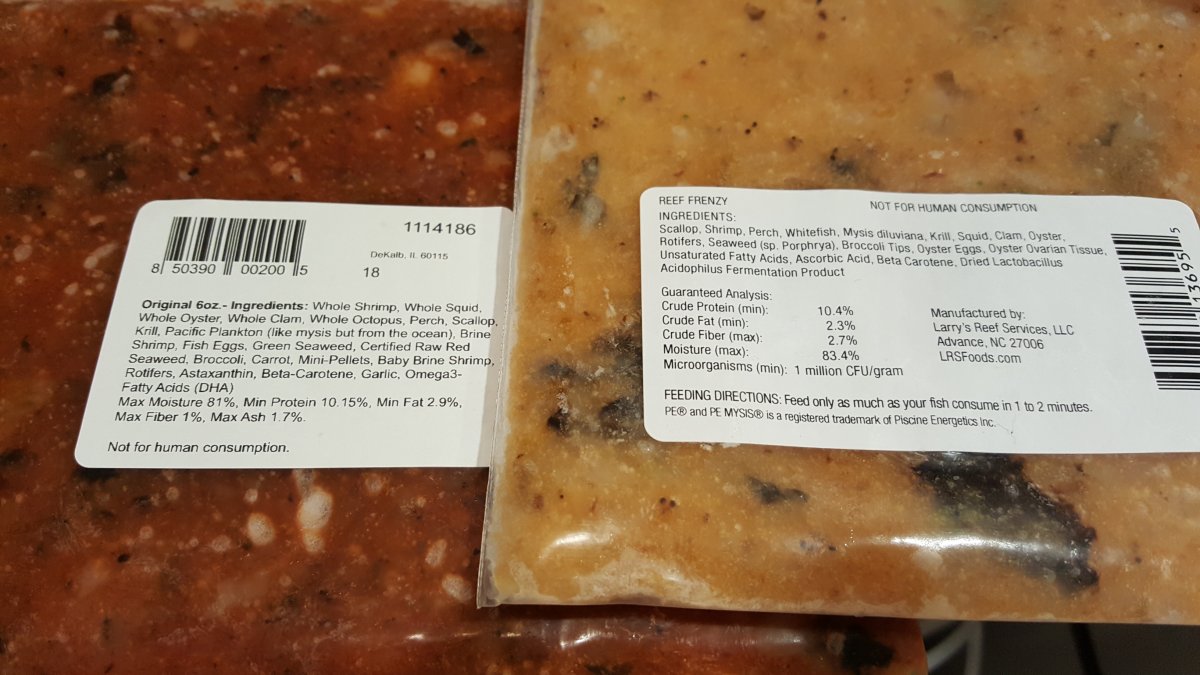 1114186
8 50390 00200 5
DeKalb, IL 60115
18
Original 6oz.- Ingredients: Whole Shrimp, Whole Squid,
Whole Oyster, Whole Clam, Whole Octopus, Perch, Scallop,
Krill, Pacific Plankton (like mysis but from the ocean), Brine
Shrimp, Fish Eggs, Green Seaweed, Certified Raw Red
Seaweed, Broccoli, Carrot, Mini-Pellets, Baby Brine Shrimp,
Rotifers, Astaxanthin, Beta-Carotene, Garlic, Omega3-
Fatty Acids (DHA)
Max Moisture 81%, Min Protein 10.15%, Min Fat 2.9%,
Max Fiber 1%, Max Ash 1.7%.
Not for human consumption.
REEF FRENZY
NOT FOR HUMAN CONSUMPTION
INGREDIENTS:
Scallop, Shrimp, Perch, Whitefish, Mysis diluviana, Krill, Squid, Clam, Oyster,
Rotifers, Seaweed (sp. Porphrya), Broccoli Tips, Oyster Eggs, Oyster Ovarian Tissue,
Unsaturated Fatty Acids, Ascorbic Acid, Beta Carotene, Dried Lactobacillus
Acidophilus Fermentation Product
Guaranteed Analysis:
Crude Protein (min): 10.4%
Crude Fat (min): 2.3%
Crude Fiber (max): 2.7%
Moisture (max): 83.4%
Microorganisms (min): 1 million CFU/gram
Manufactured by:
Larry's Reef Services, LLC
Advance, NC 27006
LRSFoods.com
FEEDING DIRECTIONS: Feed only as much as your fish consume in 1 to 2 minutes.
PE® and PE MYSIS® is a registered trademark of Piscine Energetics Inc.